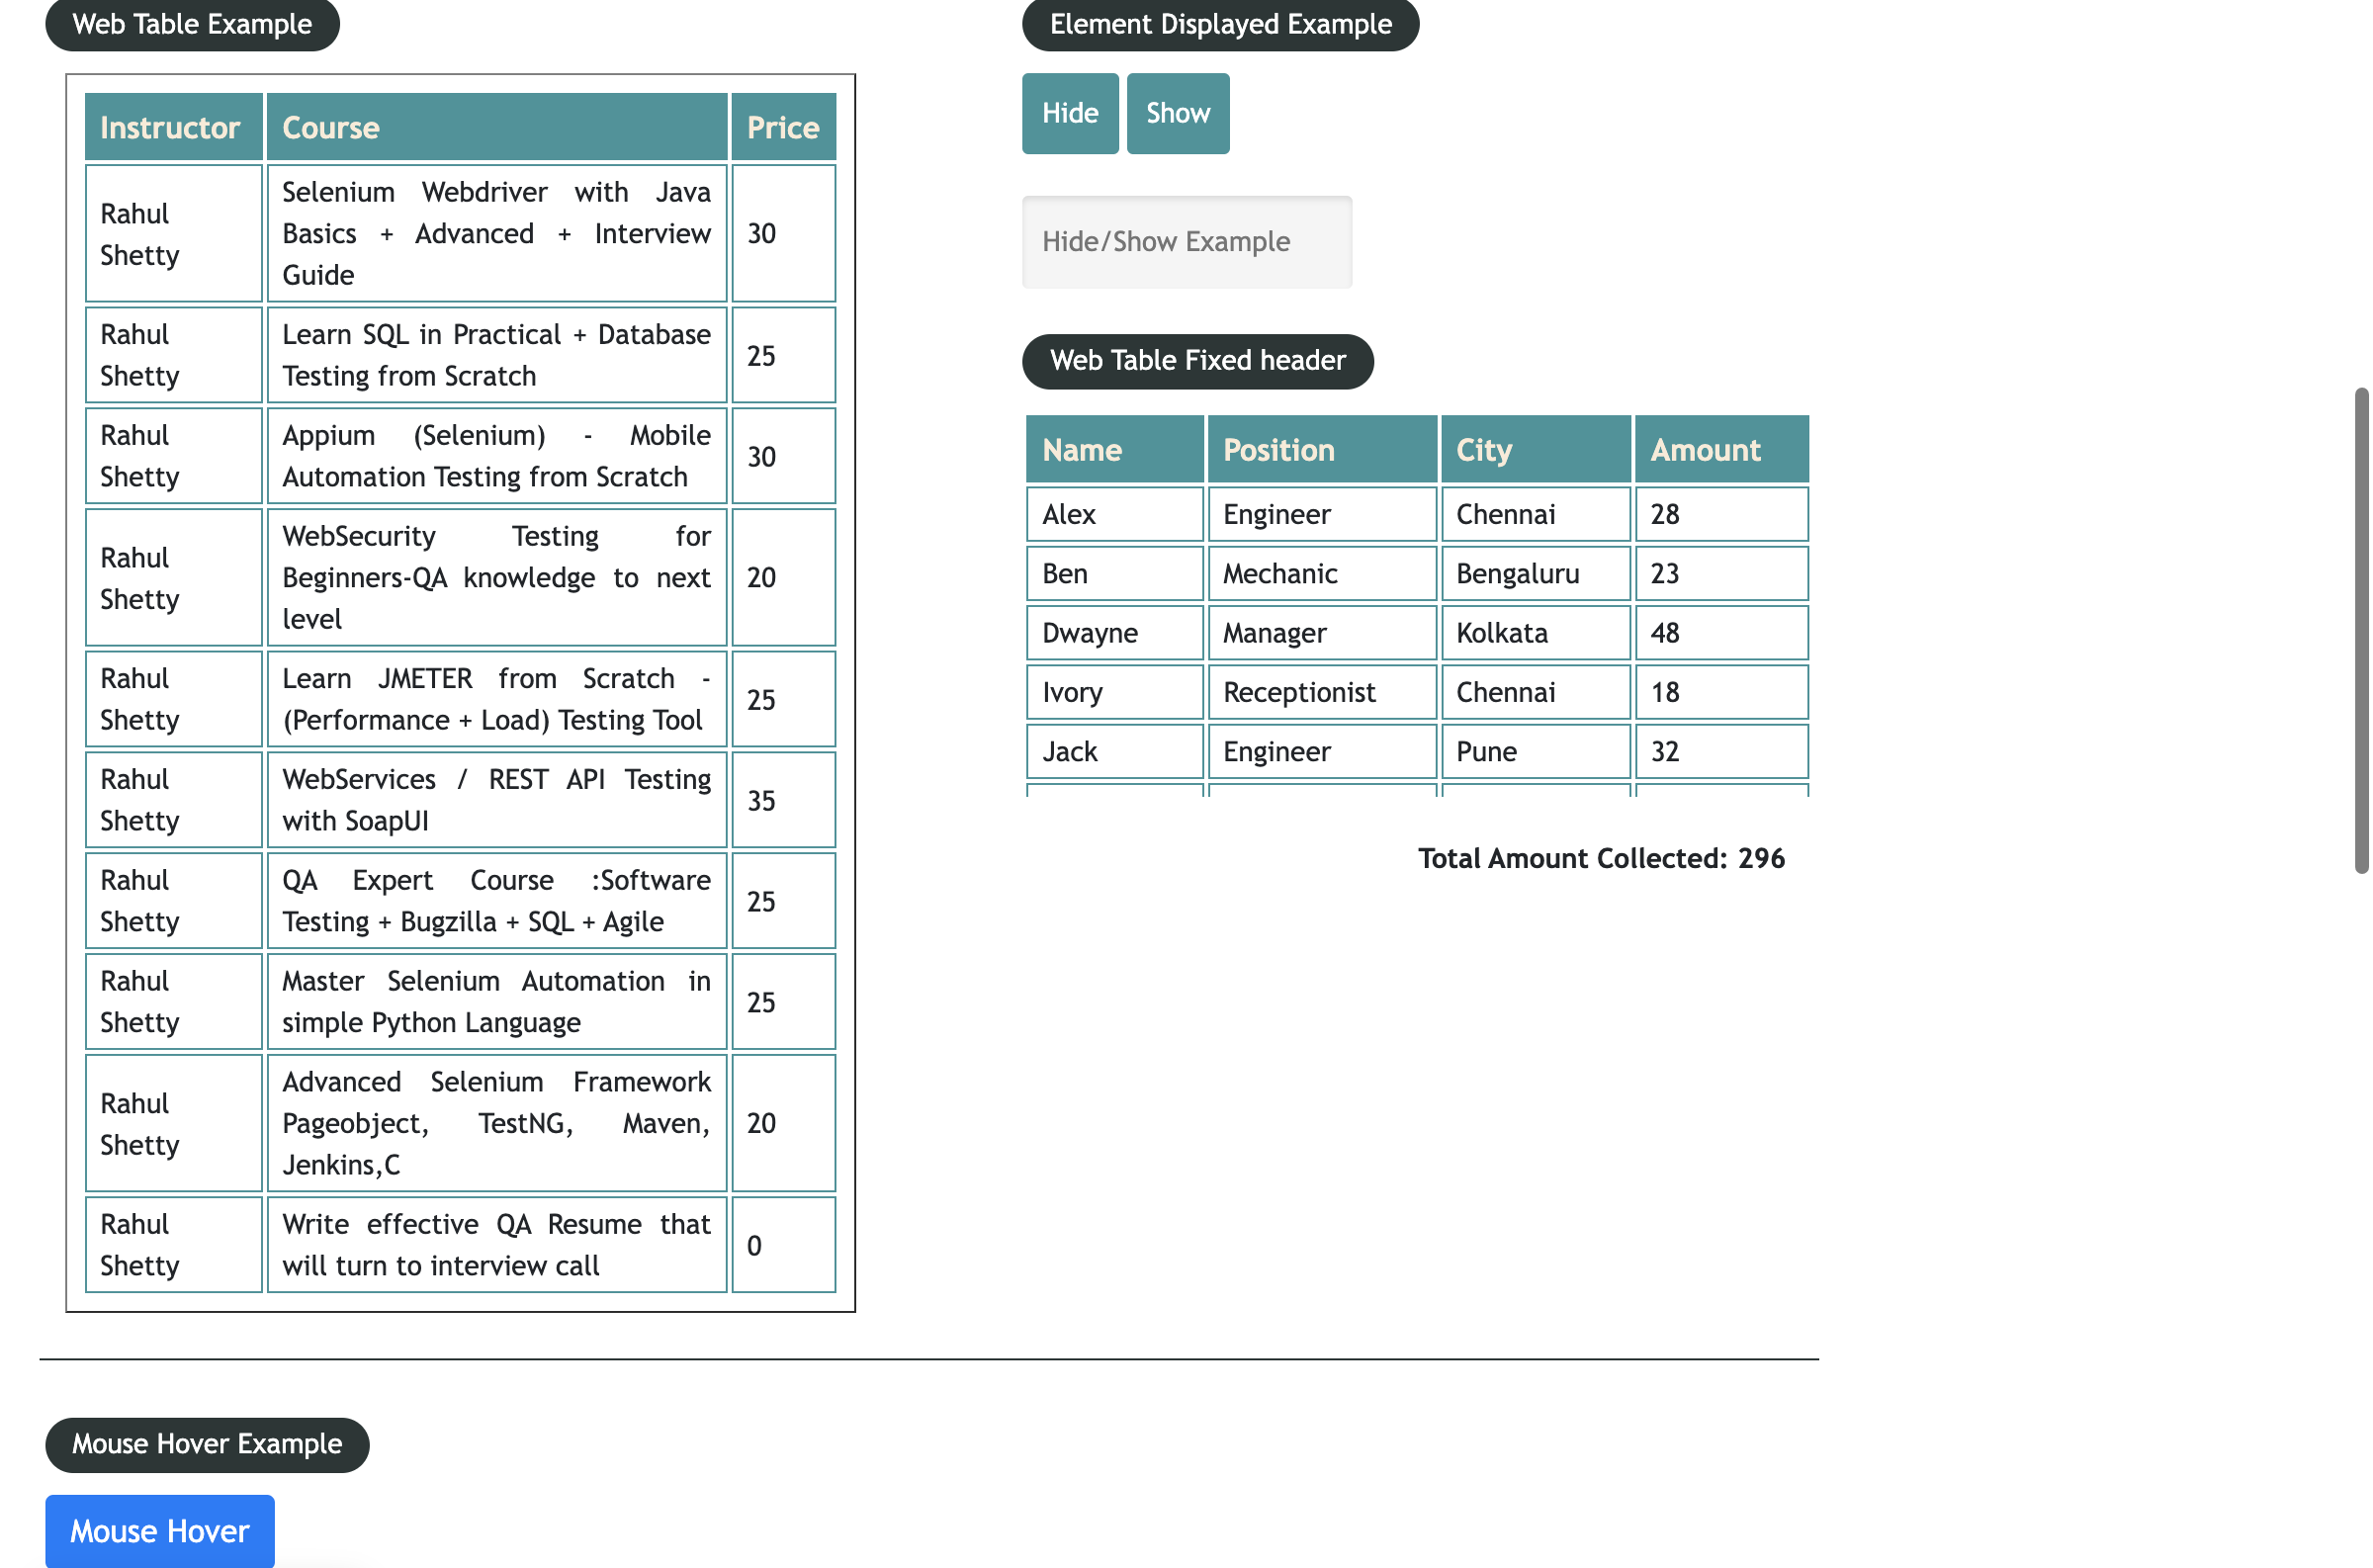 Web Table Example
Instructor Course Price
Rahul Shetty
Selenium Webdriver with Java
Basics + Advanced + Interview
Guide
30
Rahul Shetty
Learn SQL in Practical + Database
Testing from Scratch
25
Rahul Shetty
Appium (Selenium) - Mobile
Automation Testing from Scratch
30
Rahul Shetty
WebSecurity Testing for
Beginners-QA knowledge to next
level
20
Rahul Shetty
Learn JMETER from Scratch -
(Performance + Load) Testing Tool
25
Rahul Shetty
WebServices / REST API Testing
with SoapUI
35
Rahul Shetty
QA Expert Course :Software
Testing + Bugzilla + SQL + Agile
25
Rahul Shetty
Master Selenium Automation in
simple Python Language
25
Rahul Shetty
Advanced Selenium Framework
Pageobject, TestNG, Maven,
Jenkins,C
20
Rahul Shetty
Write effective QA Resume that
will turn to interview call
0
Element Displayed Example
Hide Show
Hide/Show Example
Web Table Fixed header
Name Position City Amount
Alex Engineer Chennai 28
Ben Mechanic Bengaluru 23
Dwayne Manager Kolkata 48
Ivory Receptionist Chennai 18
Jack Engineer Pune 32
Total Amount Collected: 296
Mouse Hover Example
Mouse Hover